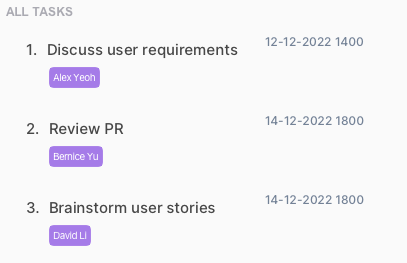 ALL TASKS
1. Discuss user requirements 12-12-2022 1400
Alex Yeoh
2. Review PR 14-12-2022 1800
Bernice Yu
3. Brainstorm user stories 14-12-2022 1800
David Li